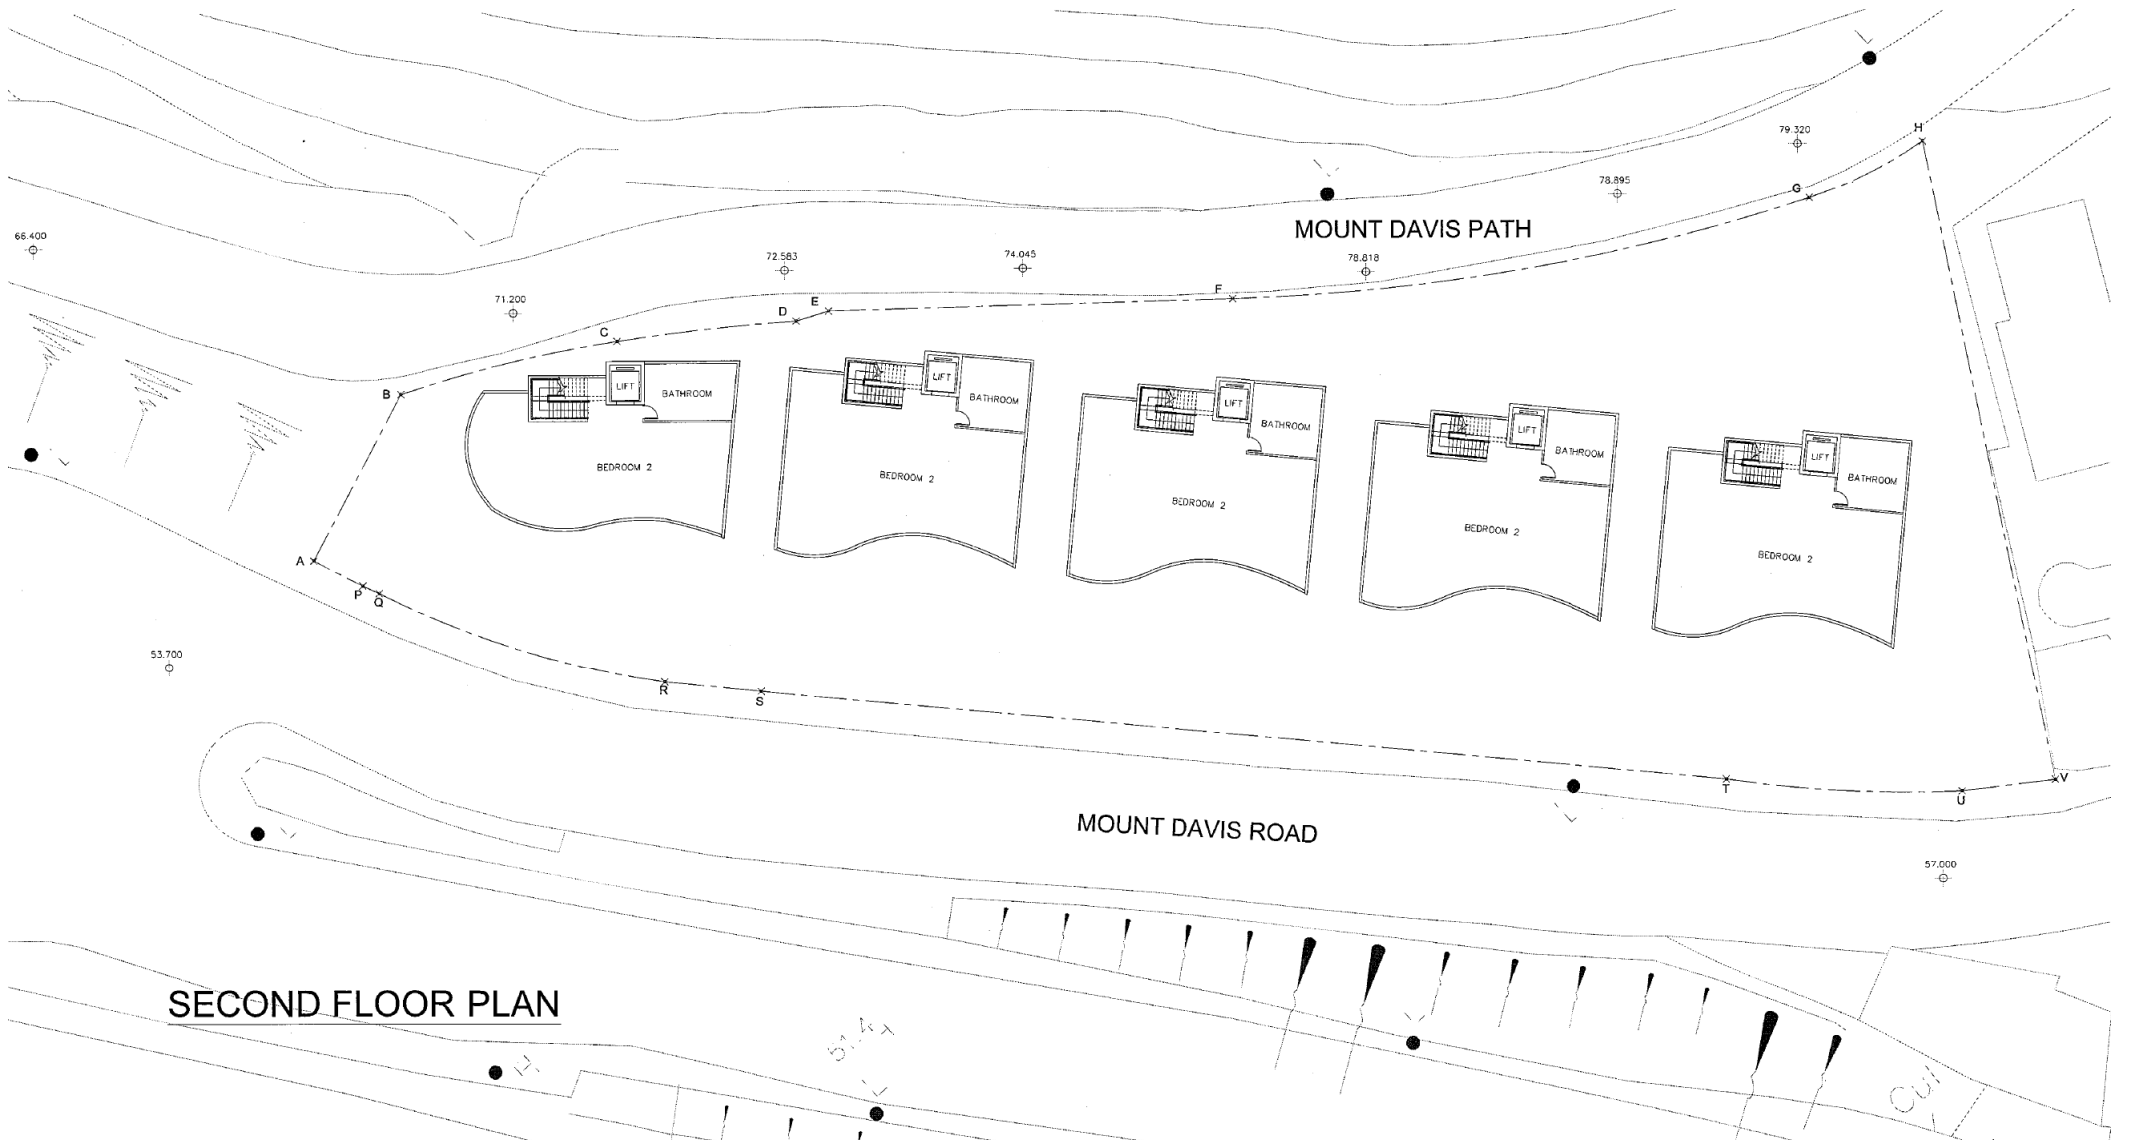 H
79.320
G
78.895
MOUNT DAVIS PATH
66.400
72.583
74.045
78.818
F
E
D
71.200
C
B
LIFT
BATHROOM
BEDROOM 2
LIFT
BATHROOM
BEDROOM 2
LIFT
BATHROOM
BEDROOM 2
LIFT
BATHROOM
BEDROOM 2
LIFT
BATHROOM
BEDROOM 2
A
P
Q
53.700
R
S
T
U
V
MOUNT DAVIS ROAD
57.000
SECOND FLOOR PLAN